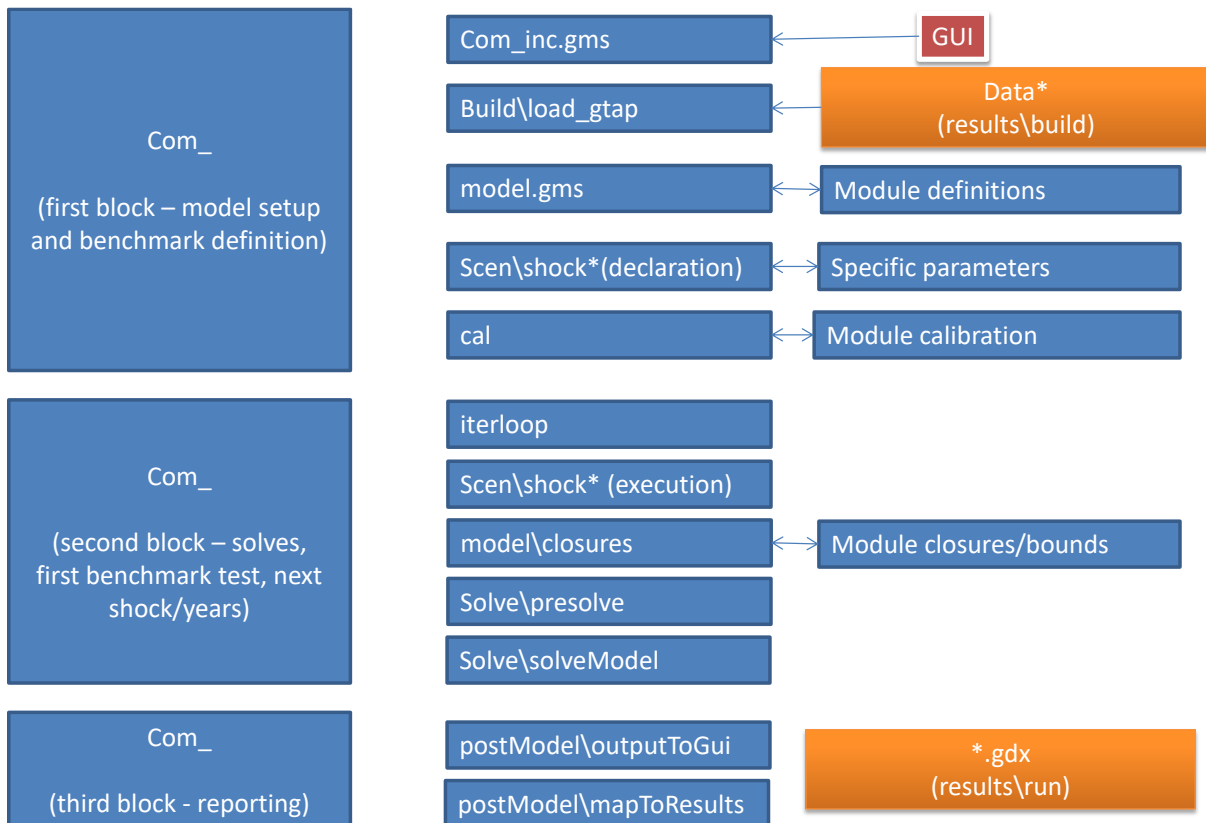 Com_
(first block – model setup
and benchmark definition)
Com_inc.gms
GUI
Build\load_gtap
Data*
(results\build)
model.gms
Module definitions
Scen\shock*(declaration)
Specific parameters
cal
Module calibration
Com_
(second block – solves,
first benchmark test, next
shock/years)
iterloop
Scen\shock* (execution)
model\closures
Module closures/bounds
Solve\presolve
Solve\solveModel
Com_
(third block - reporting)
postModel\outputToGui
*.gdx
(results\run)
postModel\mapToResults